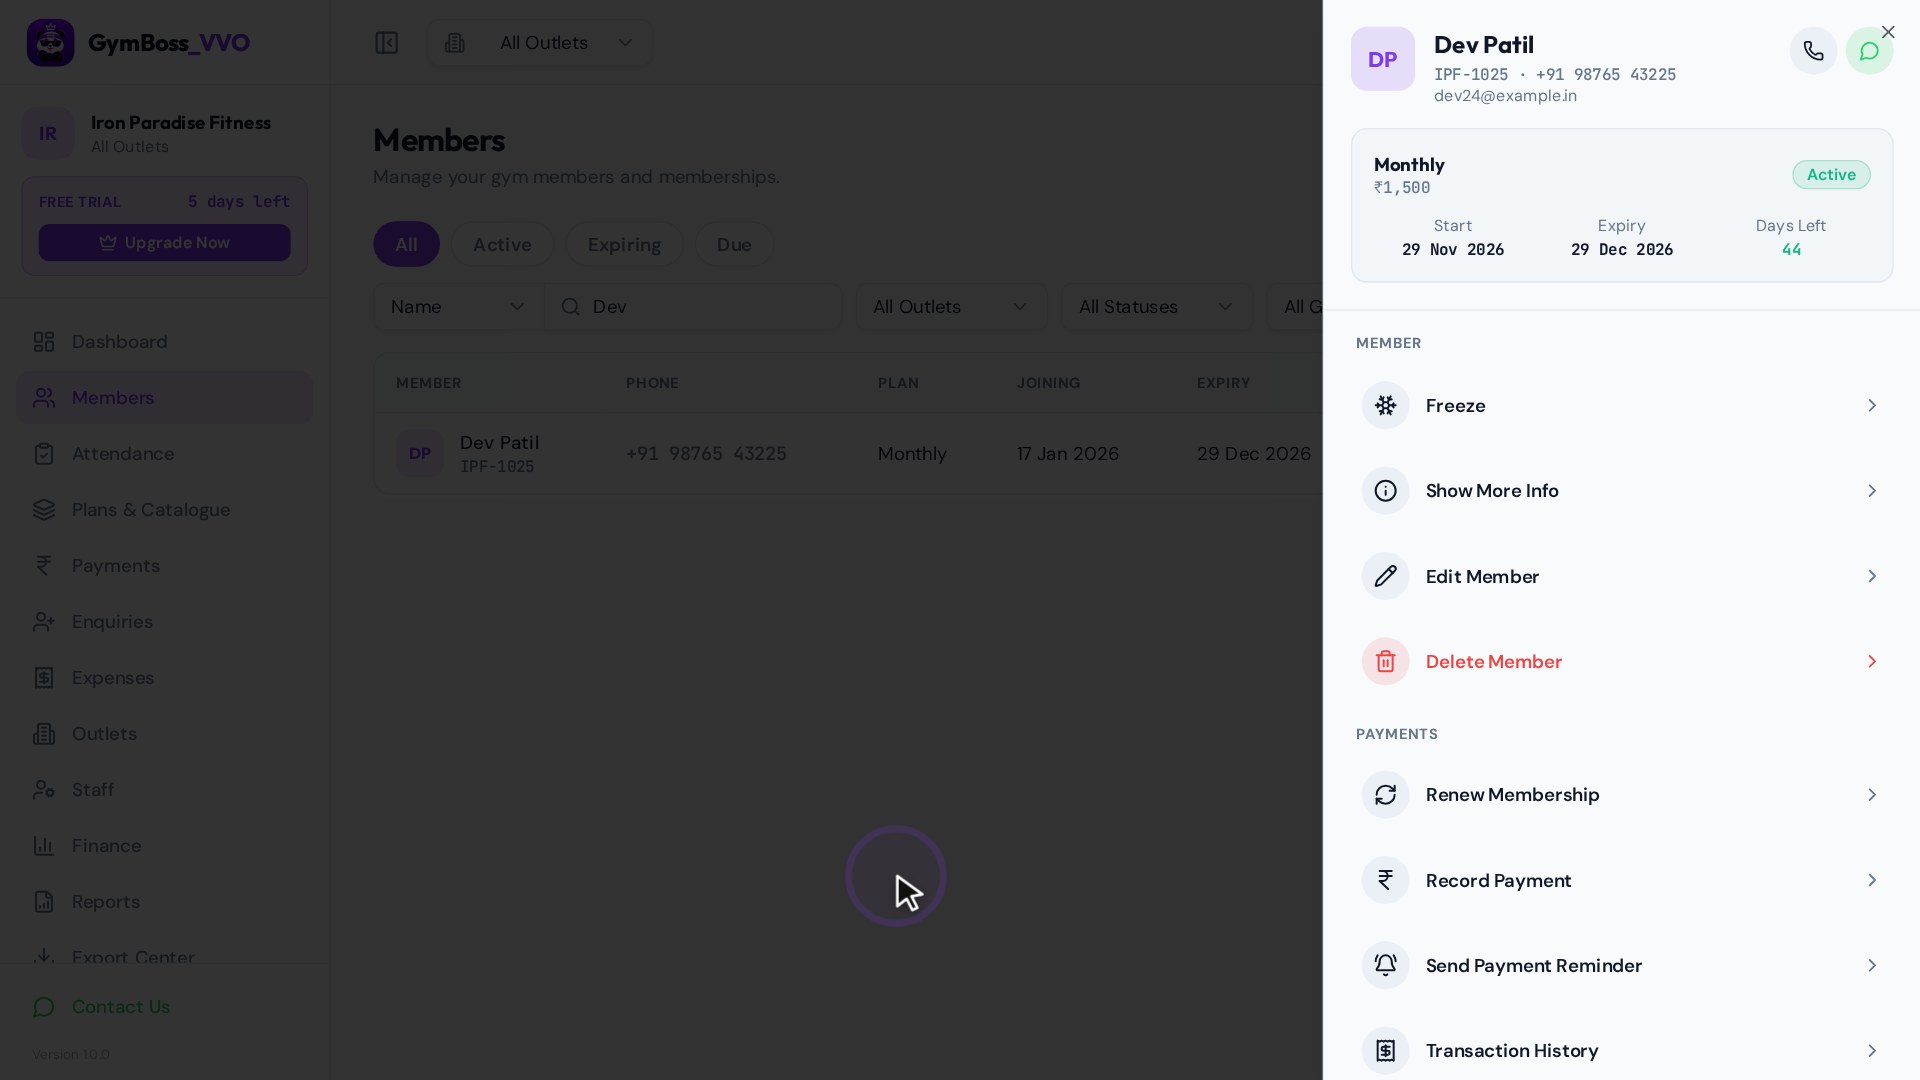 GymBoss_VVO
All Outlets
IR
Iron Paradise Fitness
All Outlets
FREE TRIAL
5 days left
Upgrade Now
Dashboard
Members
Attendance
Plans & Catalogue
Payments
Enquiries
Expenses
Outlets
Staff
Finance
Reports
Export Center
Contact Us
Version 1.0.0
Members
Manage your gym members and memberships.
All
Active
Expiring
Due
Name
Dev
All Outlets
All Statuses
All G
MEMBER PHONE PLAN JOINING EXPIRY
DP
Dev Patil
IPF-1025
+91 98765 43225
Monthly
17 Jan 2026
29 Dec 2026
DP
Dev Patil
IPF-1025 · +91 98765 43225
dev24@example.in
Monthly
₹1,500
Active
Start
29 Nov 2026
Expiry
29 Dec 2026
Days Left
44
MEMBER
Freeze
Show More Info
Edit Member
Delete Member
PAYMENTS
Renew Membership
Record Payment
Send Payment Reminder
Transaction History